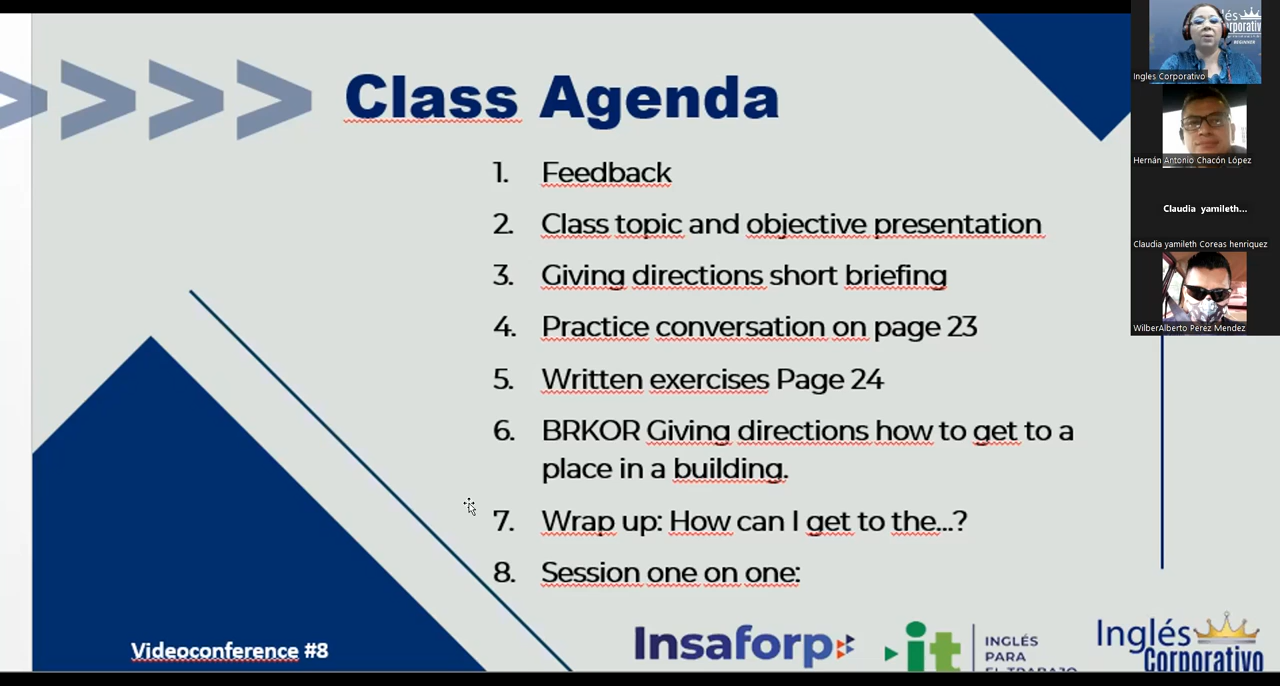 Class Agenda
1. Feedback
2. Class topic and objective presentation
3. Giving directions short briefing
4. Practice conversation on page 23
5. Written exercises Page 24
6. BRKOR Giving directions how to get to a
place in a building.
7. Wrap up: How can I get to the...?
8. Session one on one:
Videoconference #8
Insaforp
it
INGLÉS
PARA
EL TRABAJO
Inglés
Corporativo
Ingles Corporativo
Hernán Antonio Chacón López
Claudia yamileth...
Claudia yamileth Coreas henriquez
WilberAlberto Perez Mendez